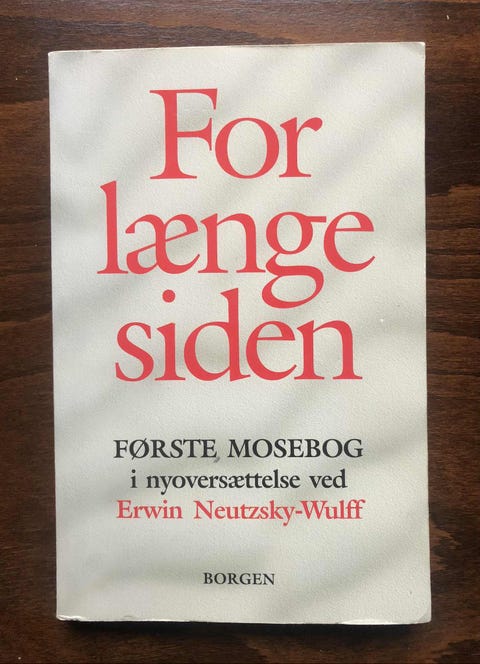 For
længe
siden
FØRSTE MOSEBOG
i nyoversættelse ved
Erwin Neutzsky-Wulff
BORGEN